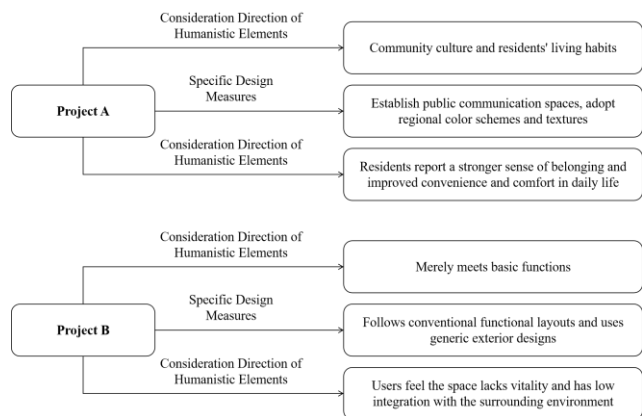 Consideration Direction of
Humanistic Elements
Community culture and residents' living habits
Project A
Specific Design
Measures
Establish public communication spaces, adopt
regional color schemes and textures
Consideration Direction of
Humanistic Elements
Residents report a stronger sense of belonging and
improved convenience and comfort in daily life
Consideration Direction of
Humanistic Elements
Merely meets basic functions
Project B
Specific Design
Measures
Follows conventional functional layouts and uses
generic exterior designs
Consideration Direction of
Humanistic Elements
Users feel the space lacks vitality and has low
integration with the surrounding environment